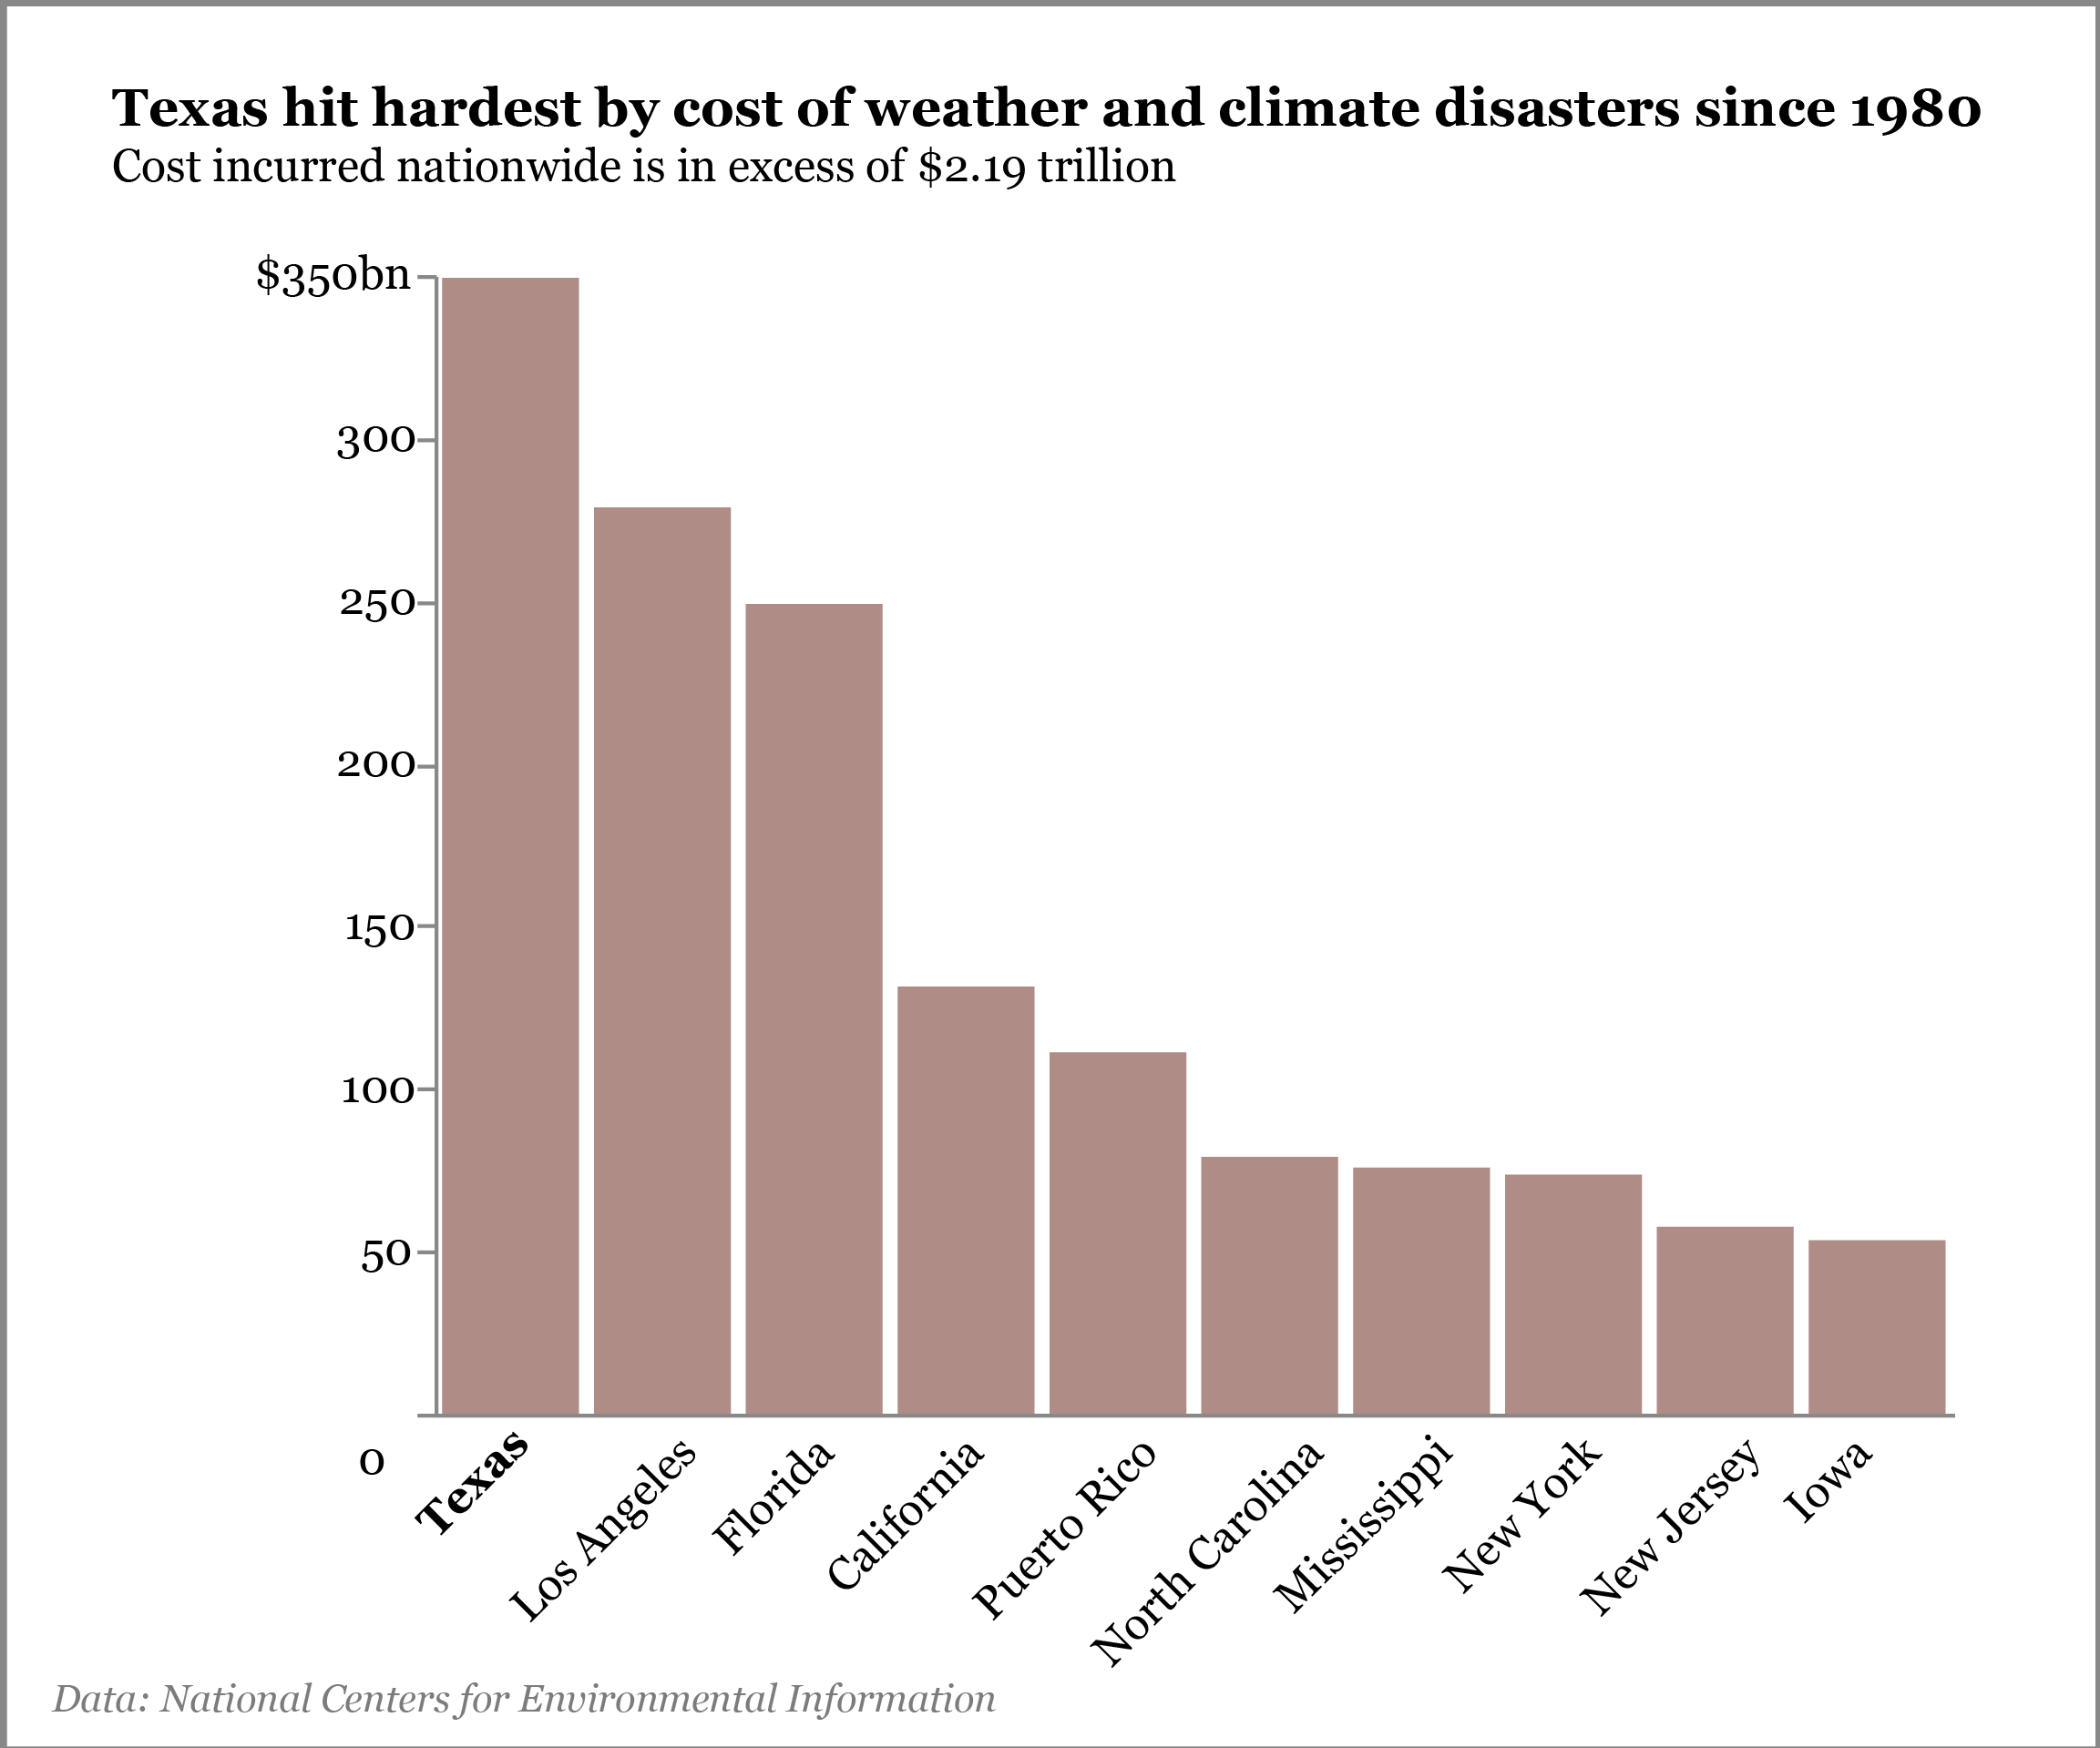 Texas hit hardest by cost of weather and climate disasters since 1980
Cost incurred nationwide is in excess of $2.19 trillion
$350bn
300
250
200
150
100
50
0
Texas
Los Angeles
Florida
California
Puerto Rico
North Carolina
Mississippi
New York
New Jersey
Iowa
Data: National Centers for Environmental Information